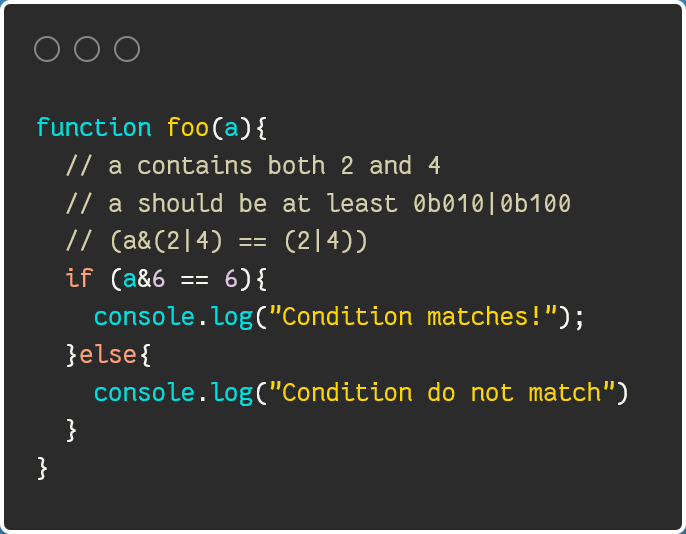 function foo(a){
  // a contains both 2 and 4
  // a should be at least 0b010|0b100
  // (a&(2|4) == (2|4))
  if (a&6 == 6){
    console.log("Condition matches!");
  }else{
    console.log("Condition do not match")
  }
}